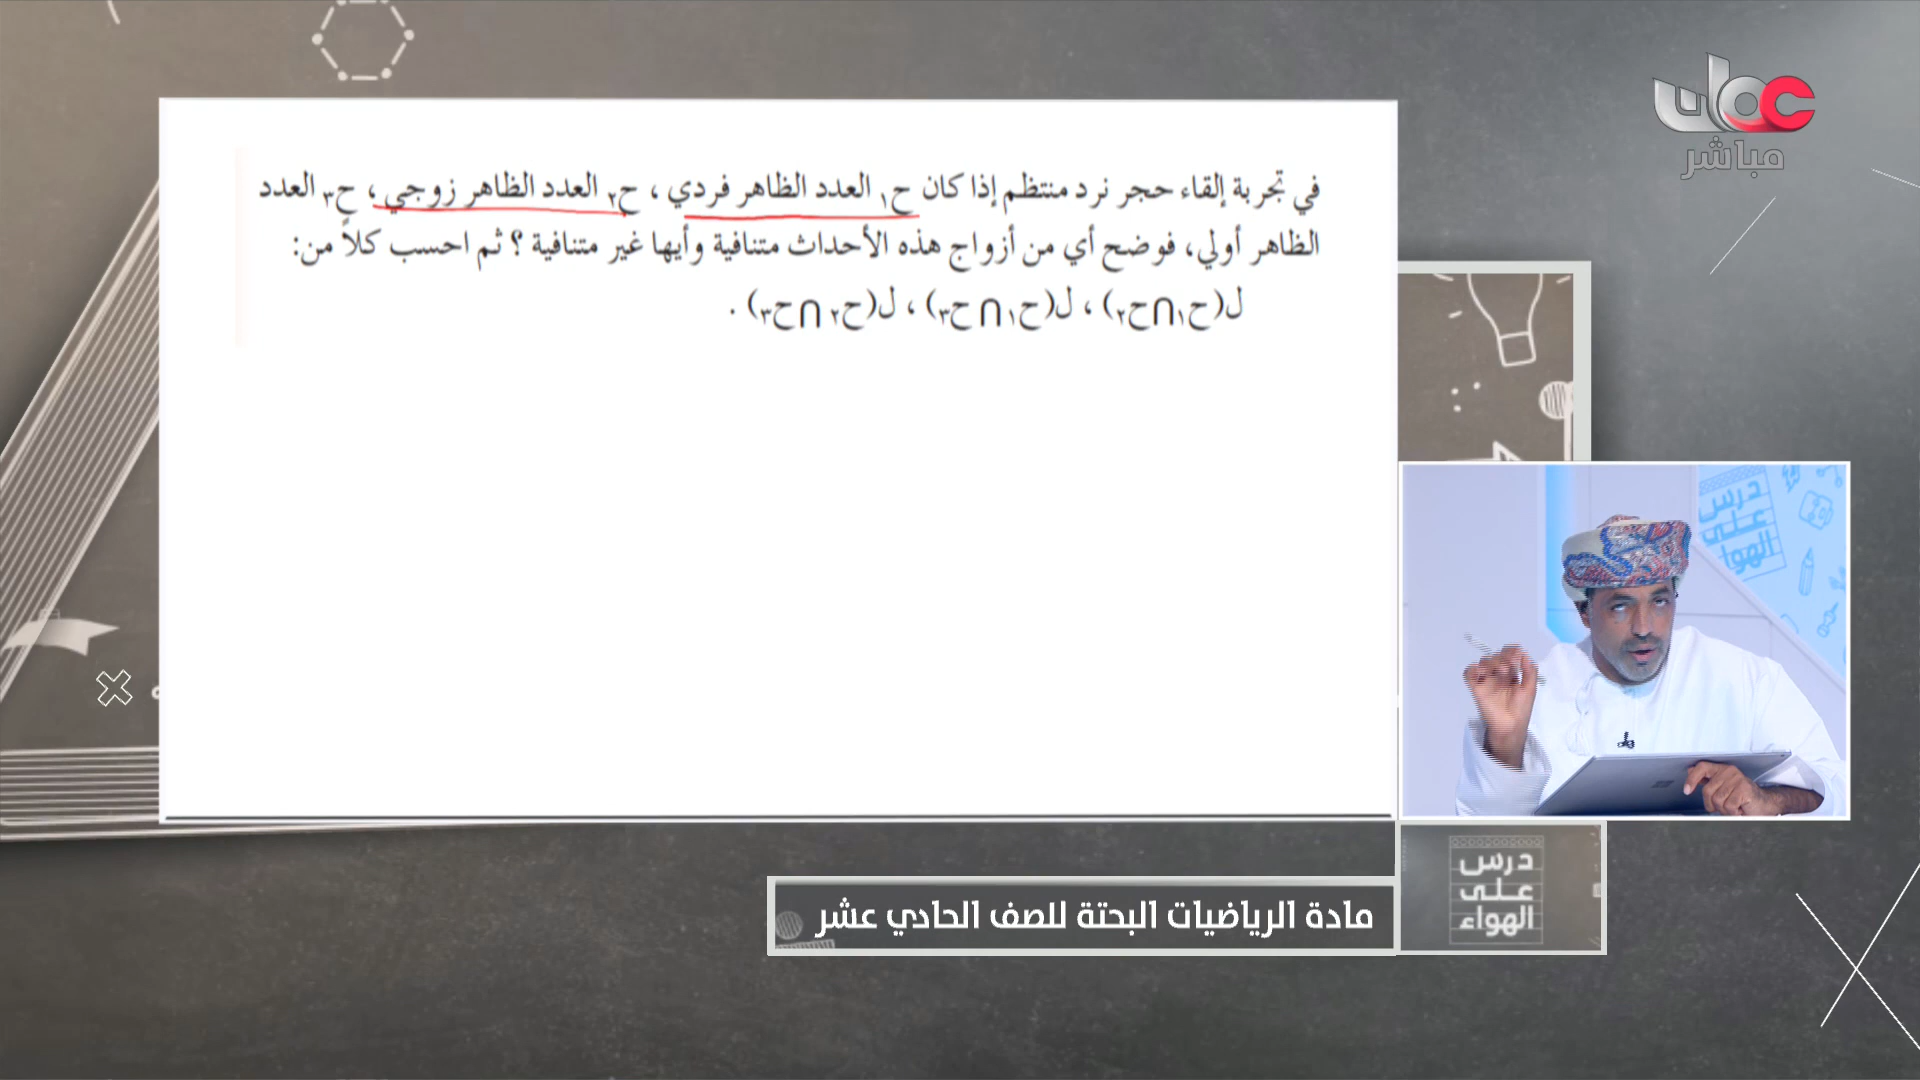 عمان
مباشر
في تجربة إلقاء حجر نرد منتظم إذا كان ح١ العدد الظاهر فردي ، ح٢ العدد الظاهر زوجي ، ح٣ العدد
الظاهر أولي، فوضح أي من أزواج هذه الأحداث متنافية وأيها غير متنافية ؟ ثم احسب كلاً من:
ل(ح١∩ح٢) ، ل(ح١∩ح٣) ، ل(ح٢∩ح٣) .
درس
على
الهواء
درس
على
الهواء
مادة الرياضيات البحتة للصف الحادي عشر